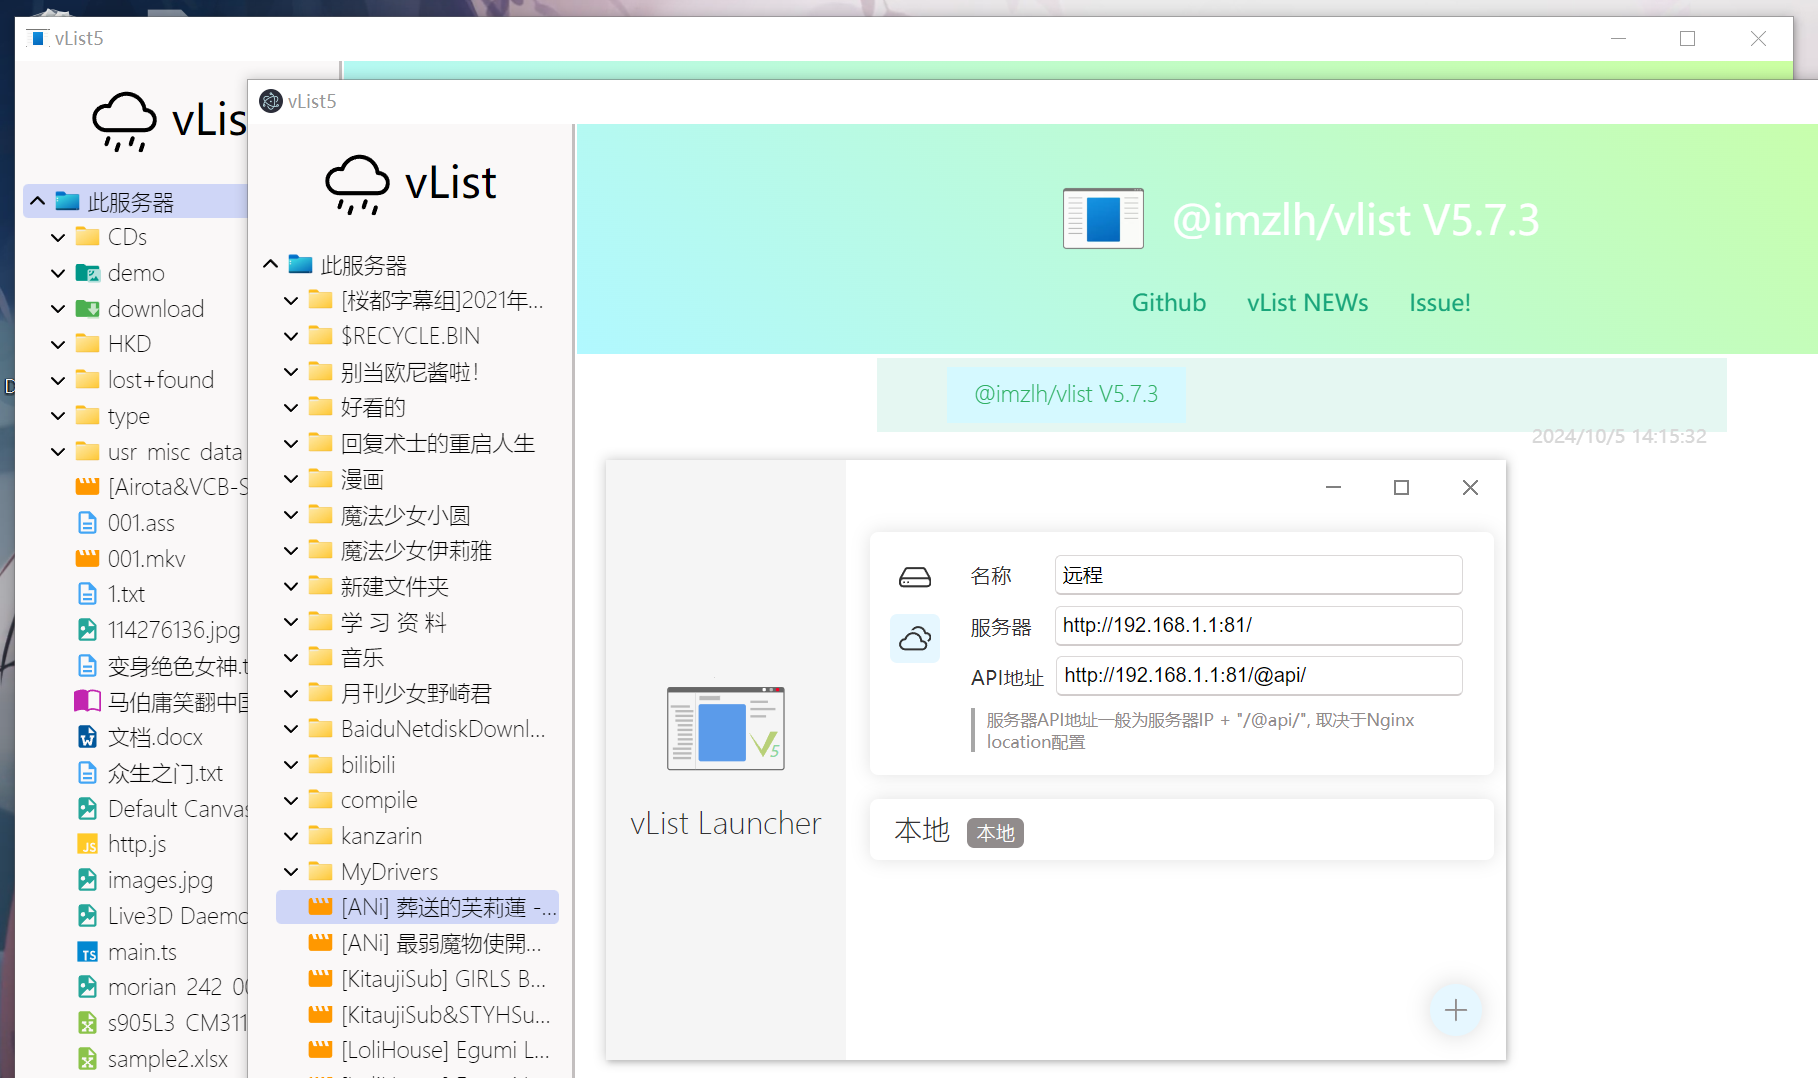 vList5
vLis
此服务器
CDs
demo
download
HKD
lost+found
type
usr misc data
[Airota&VCB-S
001.ass
001.mkv
1.txt
114276136.jpg
变身绝色女神.t
马伯庸笑翻中国
文档.docx
众生之门.txt
Default Canvas
http.js
images.jpg
Live3D Daemo
main.ts
morian 242 00
s905L3 CM311
sample2.xlsx
vList5
vList
此服务器
[桜都字幕组]2021年...
$RECYCLE.BIN
别当欧尼酱啦!
好看的
回复术士的重启人生
漫画
魔法少女小圆
魔法少女伊莉雅
新建文件夹
学 习 资 料
音乐
月刊少女野崎君
BaiduNetdiskDownl...
bilibili
compile
kanzarin
MyDrivers
[ANi] 葬送的芙莉蓮 -...
[ANi] 最弱魔物使開...
[KitaujiSub] GIRLS B...
[KitaujiSub&STYHSu...
[LoliHouse] Egumi L...
@imzlh/vlist V5.7.3
Github vList NEWs Issue!
@imzlh/vlist V5.7.3
2024/10/5 14:15:32
vList Launcher
名称 远程
服务器 http://192.168.1.1:81/
API地址 http://192.168.1.1:81/@api/
服务器API地址一般为服务器IP + "/@api/", 取决于Nginx
location配置
本地 本地